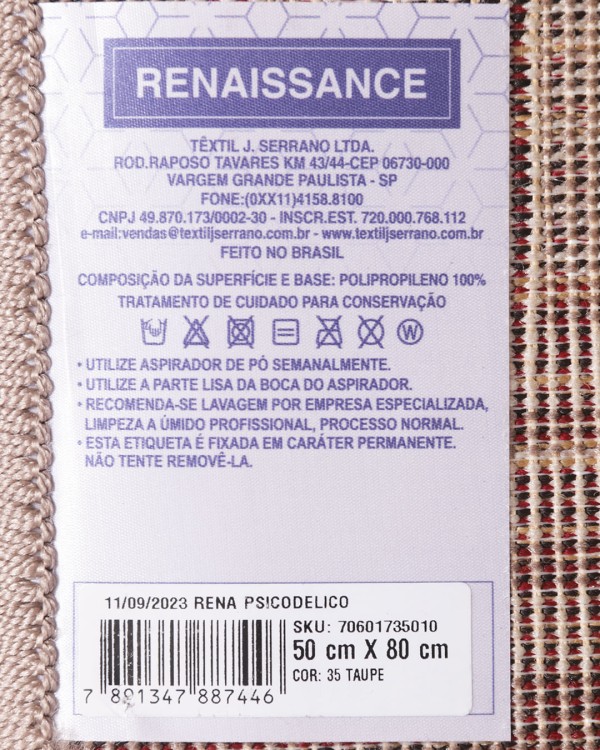 RENAISSANCE
TÊXTIL J. SERRANO LTDA.
ROD.RAPOSO TAVARES KM 43/44-CEP 06730-000
VARGEM GRANDE PAULISTA - SP
FONE:(0XX11)4158.8100
CNPJ 49.870.173/0002-30 - INSCR.EST. 720.000.768.112
e-mail:vendas@textiljserrano.com.br - www.textiljserrano.com.br
FEITO NO BRASIL
COMPOSIÇÃO DA SUPERFÍCIE E BASE: POLIPROPILENO 100%
TRATAMENTO DE CUIDADO PARA CONSERVAÇÃO
W
• UTILIZE ASPIRADOR DE PÓ SEMANALMENTE.
• UTILIZE A PARTE LISA DA BOCA DO ASPIRADOR.
• RECOMENDA-SE LAVAGEM POR EMPRESA ESPECIALIZADA,
LIMPEZA A ÚMIDO PROFISSIONAL, PROCESSO NORMAL.
• ESTA ETIQUETA É FIXADA EM CARÁTER PERMANENTE.
NÃO TENTE REMOVÊ-LA.
11/09/2023 RENA PSICODELICO
SKU: 70601735010
50 cm X 80 cm
COR: 35 TAUPE
7 891347 887446